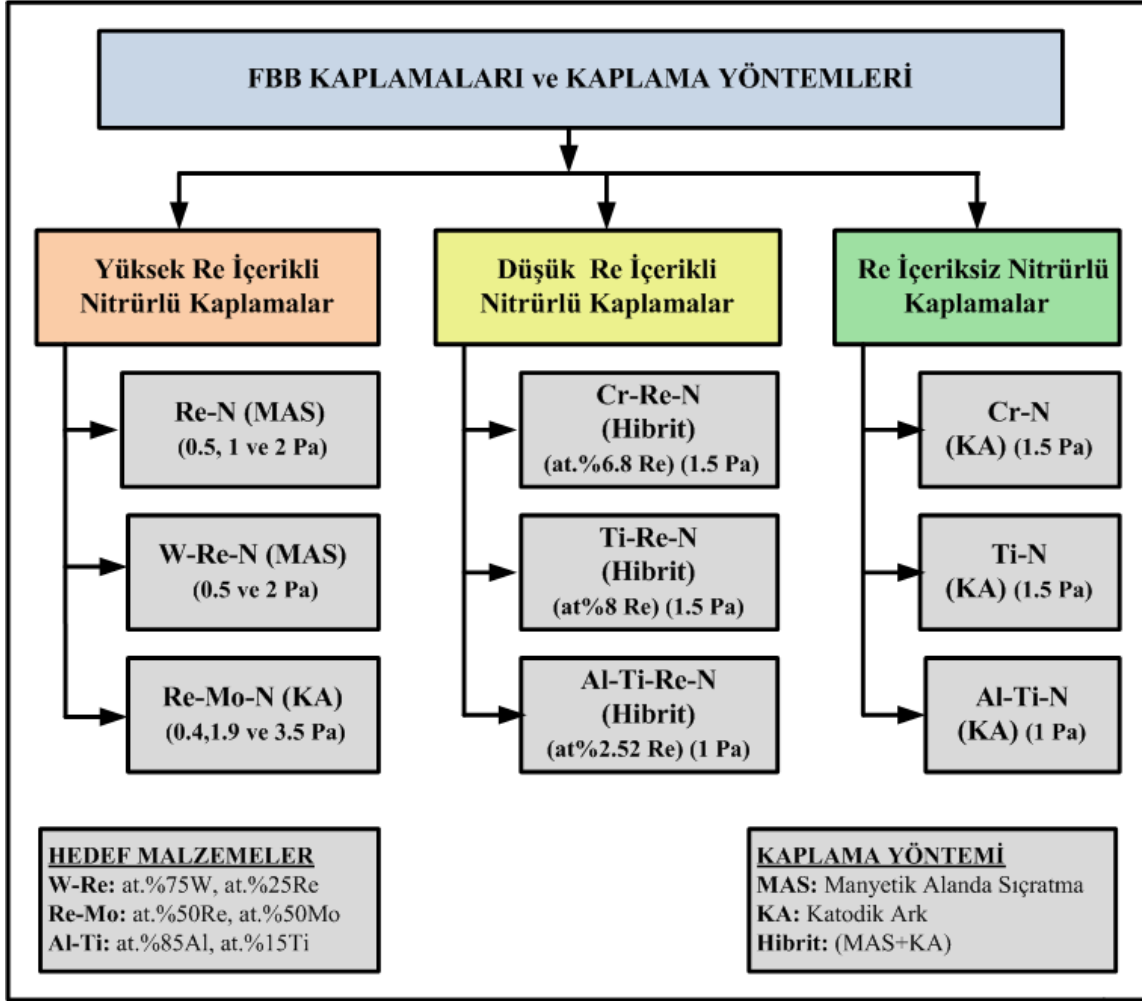 FBB KAPLAMALARI ve KAPLAMA YÖNTEMLERİ
Yüksek Re İçerikli
Nitrürlü Kaplamalar
Re-N (MAS)
(0.5, 1 ve 2 Pa)
W-Re-N (MAS)
(0.5 ve 2 Pa)
Re-Mo-N (KA)
(0.4,1.9 ve 3.5 Pa)
Düşük Re İçerikli
Nitrürlü Kaplamalar
Cr-Re-N
(Hibrit)
(at.%6.8 Re) (1.5 Pa)
Ti-Re-N
(Hibrit)
(at%8 Re) (1.5 Pa)
Al-Ti-Re-N
(Hibrit)
(at%2.52 Re) (1 Pa)
Re İçeriksiz Nitrürlü
Kaplamalar
Cr-N
(KA) (1.5 Pa)
Ti-N
(KA) (1.5 Pa)
Al-Ti-N
(KA) (1 Pa)
HEDEF MALZEMELER
W-Re: at.%75W, at.%25Re
Re-Mo: at.%50Re, at.%50Mo
Al-Ti: at.%85Al, at.%15Ti
KAPLAMA YÖNTEMİ
MAS: Manyetik Alanda Sıçratma
KA: Katodik Ark
Hibrit: (MAS+KA)